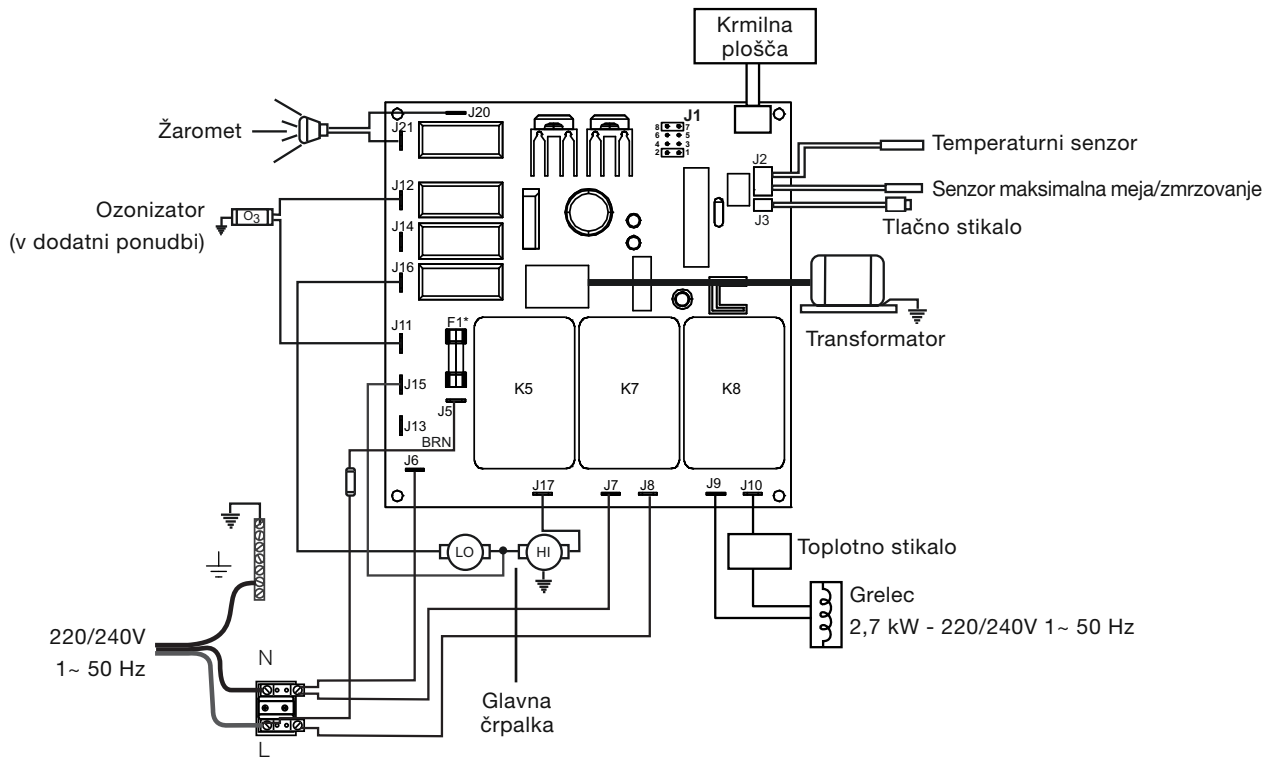 Krmilna
plošča
Žaromet
J20
J21
J1
8 7
6 5
4 3
2 1
J2
Temperaturni senzor
J12
Senzor maksimalna meja/zmrzovanje
Ozonizator
(v dodatni ponudbi)
O3
J3
Tlačno stikalo
J14
J16
J11
F1*
Transformator
J15
K5
K7
K8
J5
J13
BRN
J6
J17
J7
J8
J9
J10
LO
HI
Toplotno stikalo
Grelec
2,7 kW - 220/240V 1~ 50 Hz
220/240V
1~ 50 Hz
N
Glavna
črpalka
L